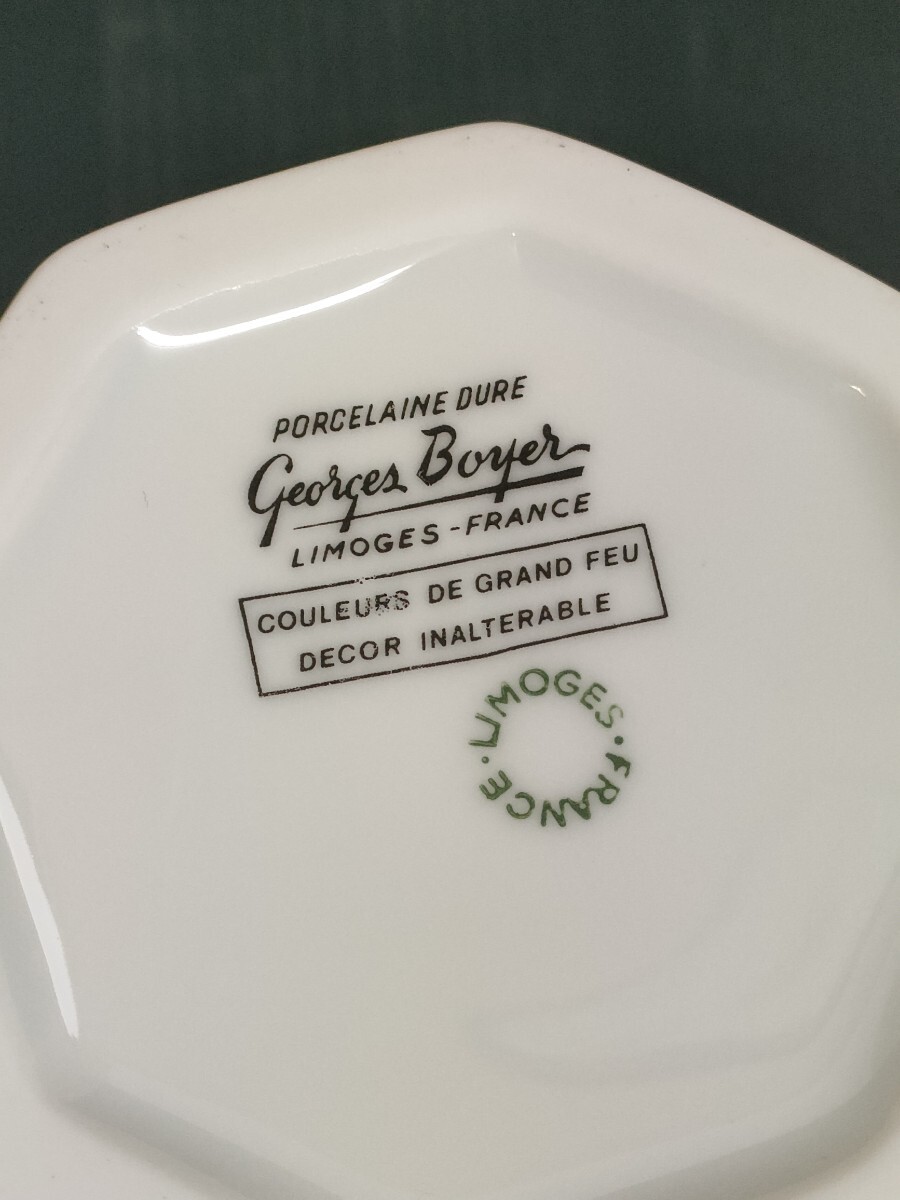 PORCELAINE DURE
Georges Boyer
LIMOGES - FRANCE
COULEURS DE GRAND FEU
DECOR INALTERABLE
LIMOGES · FRANCE ·